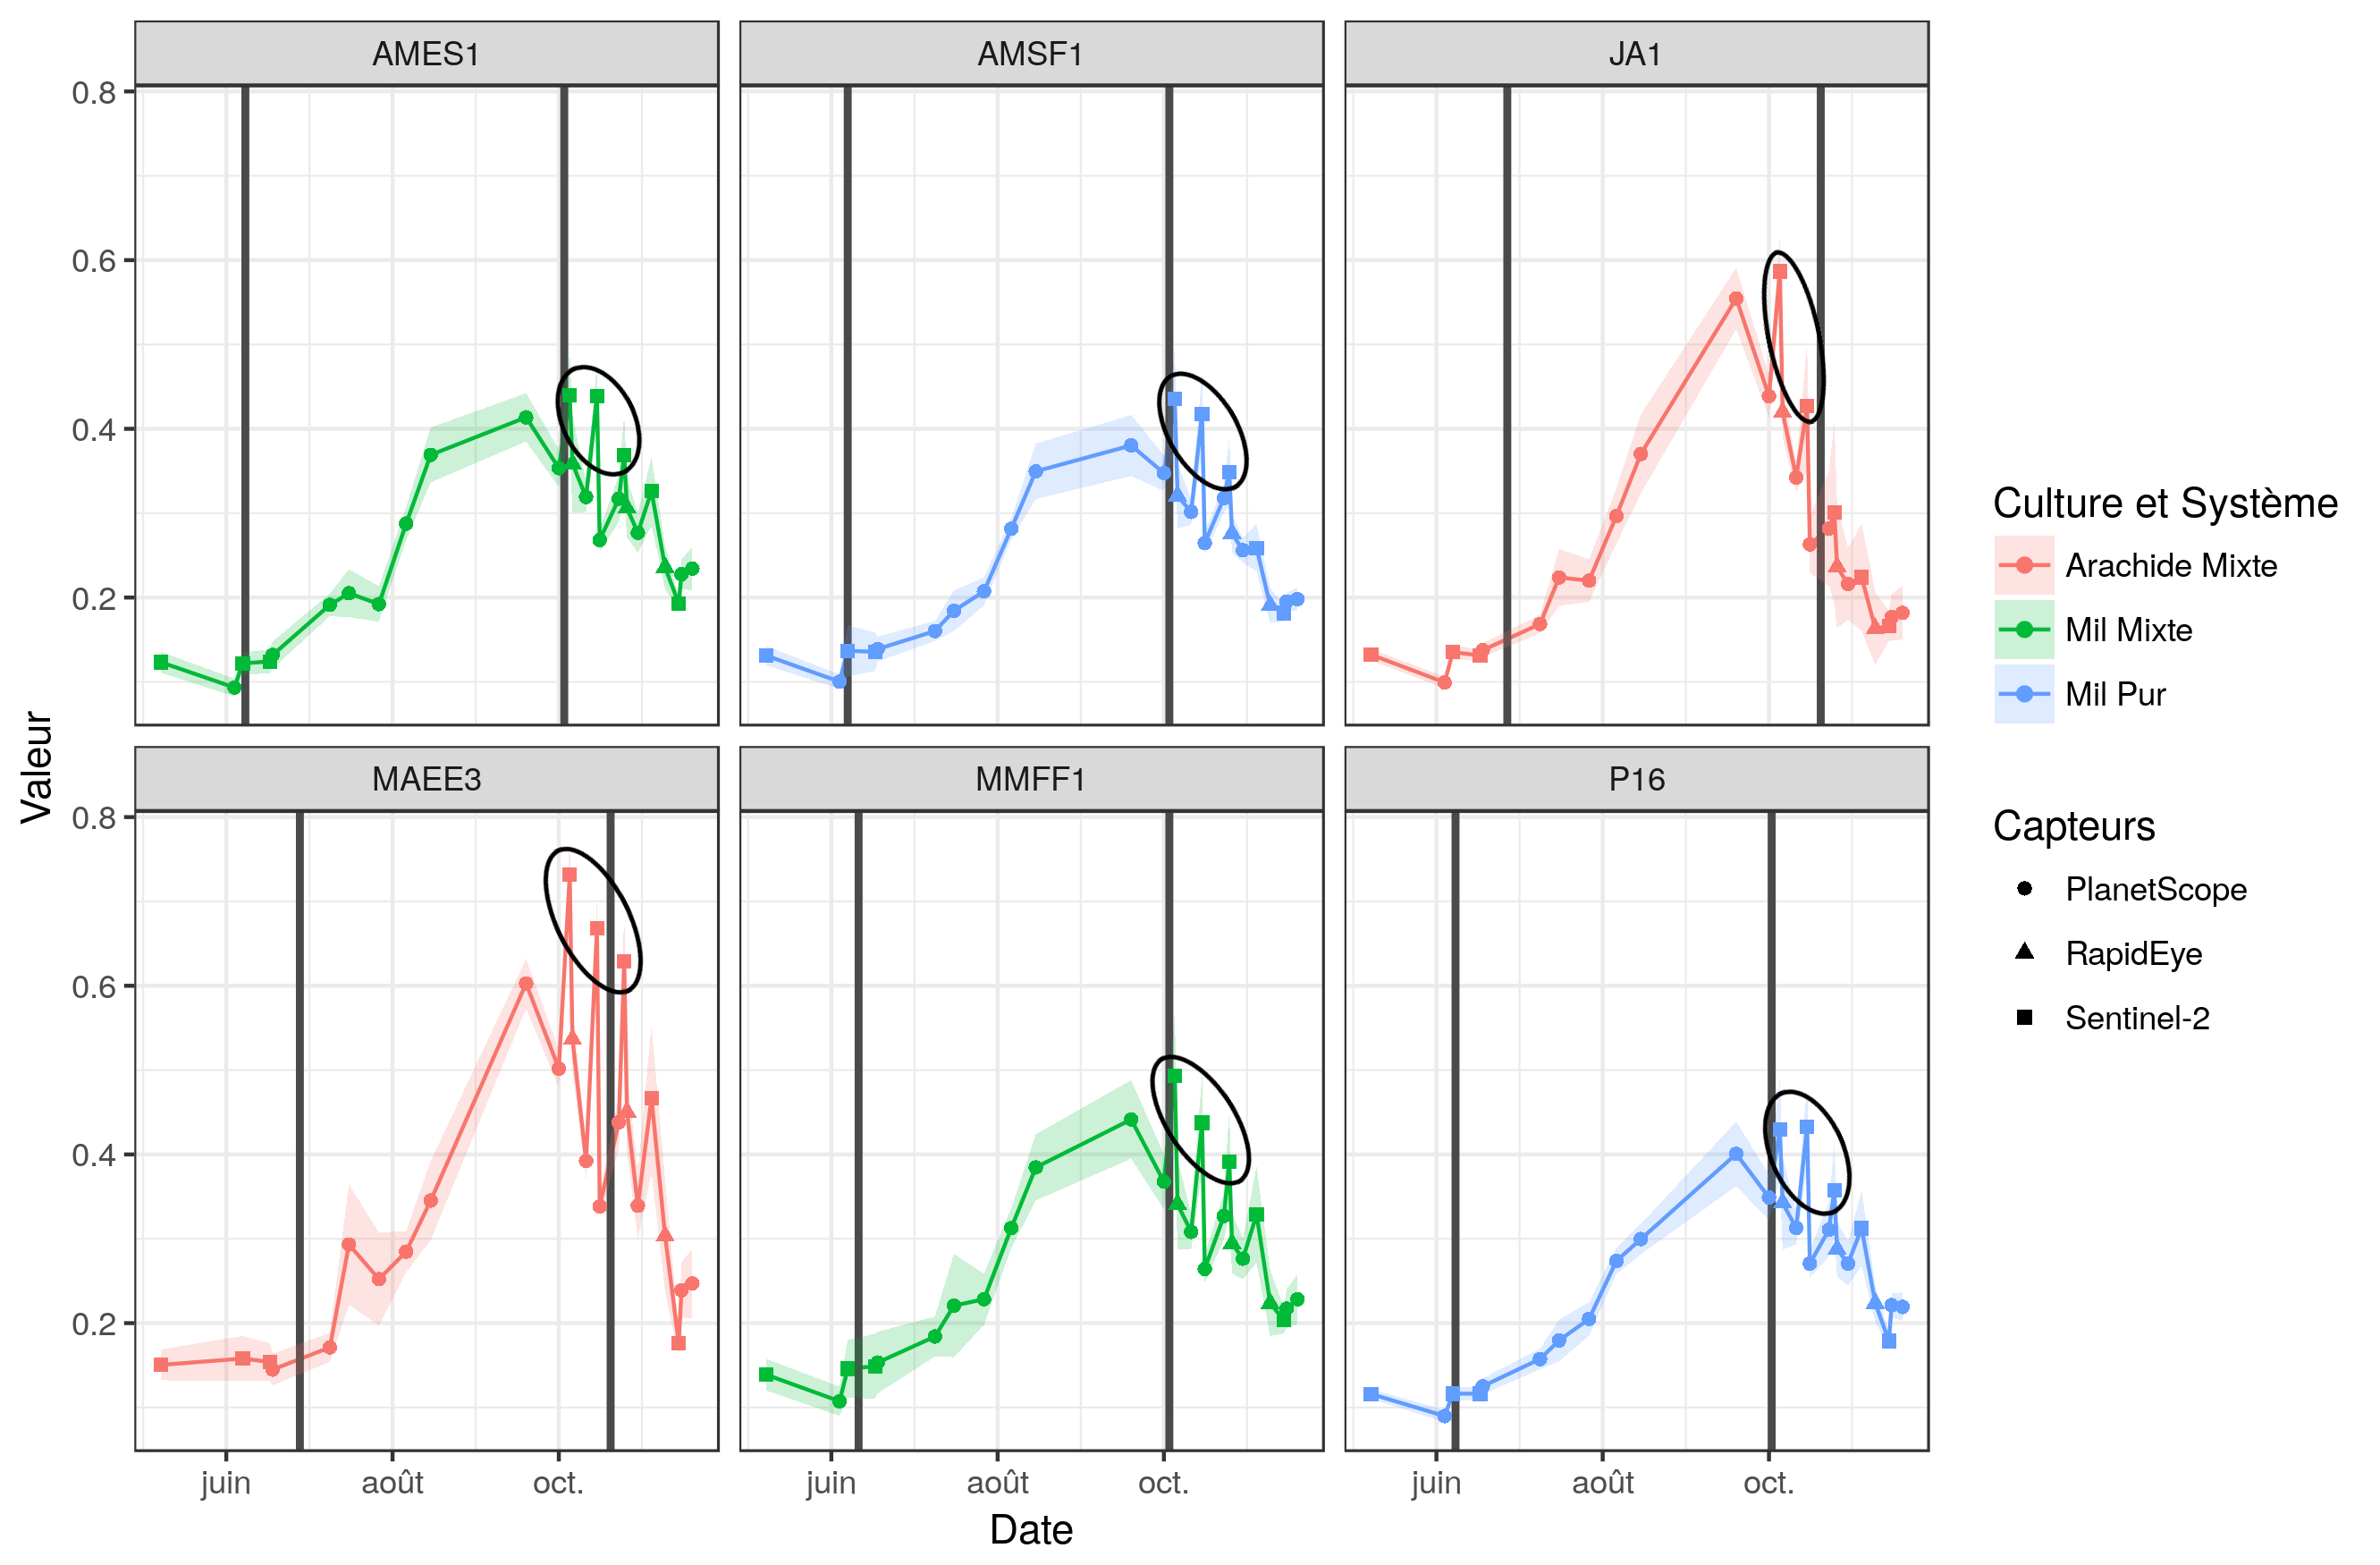 AMES1 AMSF1 JA1
0.8
0.6
0.4
0.2
MAEE3 MMFF1 P16
0.8
0.6
0.4
0.2
juin août oct. juin août oct. juin août oct.
Date
Valeur
Culture et Système
Arachide Mixte
Mil Mixte
Mil Pur
Capteurs
PlanetScope
RapidEye
Sentinel-2